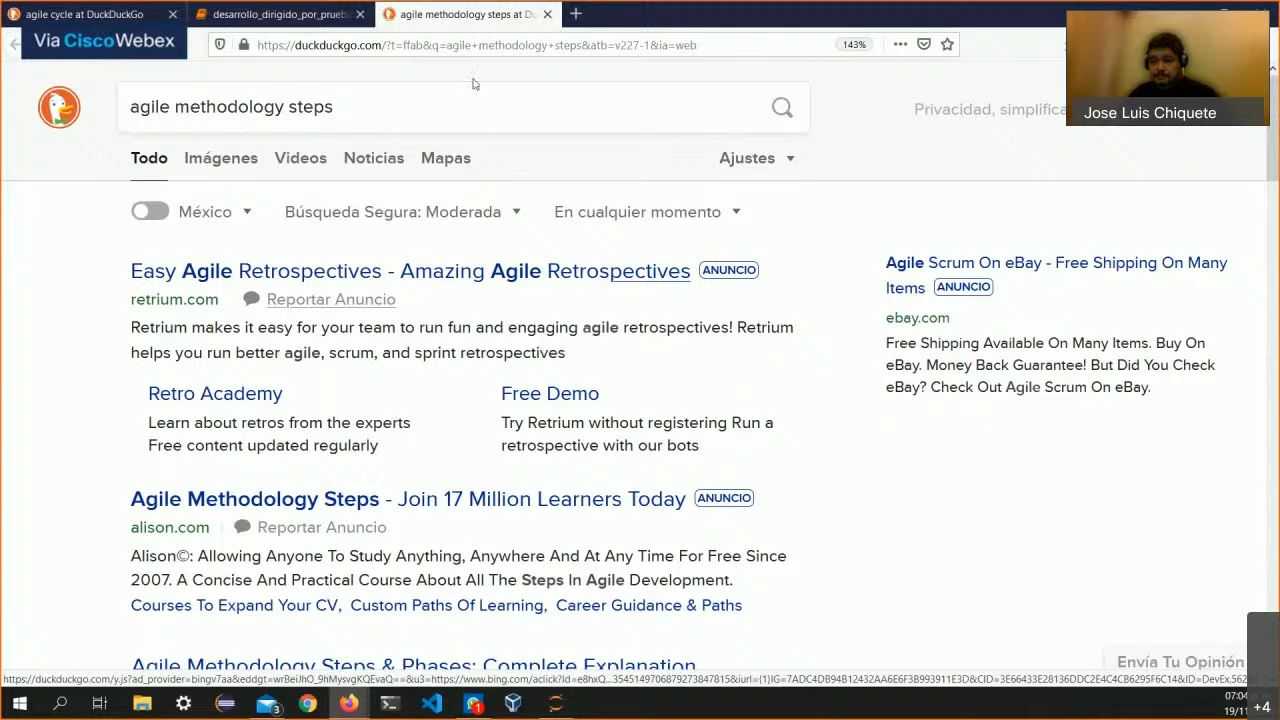 agile cycle at DuckDuckGo
desarrollo_dirigido_por_prueb
agile methodology steps at Du
Via CiscoWebex
https://duckduckgo.com/?t=ffab&q=agile+methodology+steps&atb=v227-1&ia=web
143%
Jose Luis Chiquete
agile methodology steps
Privacidad, simplifica
Todo Imágenes Videos Noticias Mapas Ajustes
México Búsqueda Segura: Moderada En cualquier momento
Easy Agile Retrospectives - Amazing Agile Retrospectives ANUNCIO
retrium.com Reportar Anuncio
Retrium makes it easy for your team to run fun and engaging agile retrospectives! Retrium
helps you run better agile, scrum, and sprint retrospectives
Retro Academy
Learn about retros from the experts
Free content updated regularly
Free Demo
Try Retrium without registering Run a
retrospective with our bots
Agile Scrum On eBay - Free Shipping On Many
Items ANUNCIO
ebay.com
Free Shipping Available On Many Items. Buy On
eBay. Money Back Guarantee! But Did You Check
eBay? Check Out Agile Scrum On eBay.
Agile Methodology Steps - Join 17 Million Learners Today ANUNCIO
alison.com Reportar Anuncio
Alison©: Allowing Anyone To Study Anything, Anywhere And At Any Time For Free Since
2007. A Concise And Practical Course About All The Steps In Agile Development.
Courses To Expand Your CV, Custom Paths Of Learning, Career Guidance & Paths
Agile Methodology Steps & Phases: Complete Explanation
Envía Tu Opinión
3
1
07:04
19/11
+4